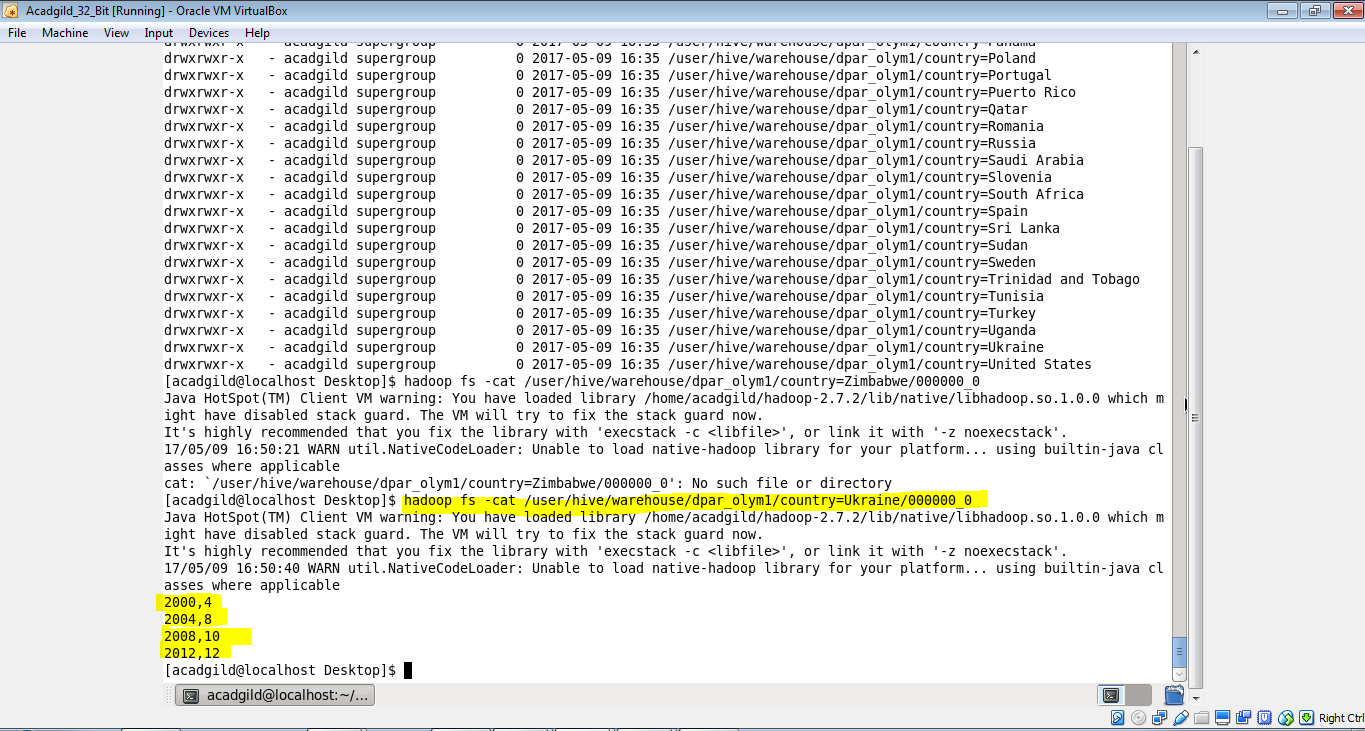 Acadgild_32_Bit [Running] - Oracle VM VirtualBox
File Machine View Input Devices Help
drwxrwxr-x - acadgild supergroup 0 2017-05-09 16:35 /user/hive/warehouse/dpar_olym1/country=Panama
drwxrwxr-x - acadgild supergroup 0 2017-05-09 16:35 /user/hive/warehouse/dpar_olym1/country=Poland
drwxrwxr-x - acadgild supergroup 0 2017-05-09 16:35 /user/hive/warehouse/dpar_olym1/country=Portugal
drwxrwxr-x - acadgild supergroup 0 2017-05-09 16:35 /user/hive/warehouse/dpar_olym1/country=Puerto Rico
drwxrwxr-x - acadgild supergroup 0 2017-05-09 16:35 /user/hive/warehouse/dpar_olym1/country=Qatar
drwxrwxr-x - acadgild supergroup 0 2017-05-09 16:35 /user/hive/warehouse/dpar_olym1/country=Romania
drwxrwxr-x - acadgild supergroup 0 2017-05-09 16:35 /user/hive/warehouse/dpar_olym1/country=Russia
drwxrwxr-x - acadgild supergroup 0 2017-05-09 16:35 /user/hive/warehouse/dpar_olym1/country=Saudi Arabia
drwxrwxr-x - acadgild supergroup 0 2017-05-09 16:35 /user/hive/warehouse/dpar_olym1/country=Slovenia
drwxrwxr-x - acadgild supergroup 0 2017-05-09 16:35 /user/hive/warehouse/dpar_olym1/country=South Africa
drwxrwxr-x - acadgild supergroup 0 2017-05-09 16:35 /user/hive/warehouse/dpar_olym1/country=Spain
drwxrwxr-x - acadgild supergroup 0 2017-05-09 16:35 /user/hive/warehouse/dpar_olym1/country=Sri Lanka
drwxrwxr-x - acadgild supergroup 0 2017-05-09 16:35 /user/hive/warehouse/dpar_olym1/country=Sudan
drwxrwxr-x - acadgild supergroup 0 2017-05-09 16:35 /user/hive/warehouse/dpar_olym1/country=Sweden
drwxrwxr-x - acadgild supergroup 0 2017-05-09 16:35 /user/hive/warehouse/dpar_olym1/country=Trinidad and Tobago
drwxrwxr-x - acadgild supergroup 0 2017-05-09 16:35 /user/hive/warehouse/dpar_olym1/country=Tunisia
drwxrwxr-x - acadgild supergroup 0 2017-05-09 16:35 /user/hive/warehouse/dpar_olym1/country=Turkey
drwxrwxr-x - acadgild supergroup 0 2017-05-09 16:35 /user/hive/warehouse/dpar_olym1/country=Uganda
drwxrwxr-x - acadgild supergroup 0 2017-05-09 16:35 /user/hive/warehouse/dpar_olym1/country=Ukraine
drwxrwxr-x - acadgild supergroup 0 2017-05-09 16:35 /user/hive/warehouse/dpar_olym1/country=United States
[acadgild@localhost Desktop]$ hadoop fs -cat /user/hive/warehouse/dpar_olym1/country=Zimbabwe/000000_0
Java HotSpot(TM) Client VM warning: You have loaded library /home/acadgild/hadoop-2.7.2/lib/native/libhadoop.so.1.0.0 which m
ight have disabled stack guard. The VM will try to fix the stack guard now.
It's highly recommended that you fix the library with 'execstack -c <libfile>', or link it with '-z noexecstack'.
17/05/09 16:50:21 WARN util.NativeCodeLoader: Unable to load native-hadoop library for your platform... using builtin-java cl
asses where applicable
cat: `/user/hive/warehouse/dpar_olym1/country=Zimbabwe/000000_0': No such file or directory
[acadgild@localhost Desktop]$ hadoop fs -cat /user/hive/warehouse/dpar_olym1/country=Ukraine/000000_0
Java HotSpot(TM) Client VM warning: You have loaded library /home/acadgild/hadoop-2.7.2/lib/native/libhadoop.so.1.0.0 which m
ight have disabled stack guard. The VM will try to fix the stack guard now.
It's highly recommended that you fix the library with 'execstack -c <libfile>', or link it with '-z noexecstack'.
17/05/09 16:50:40 WARN util.NativeCodeLoader: Unable to load native-hadoop library for your platform... using builtin-java cl
asses where applicable
2000,4
2004,8
2008,10
2012,12
[acadgild@localhost Desktop]$
acadgild@localhost:~/...
Right Ctrl